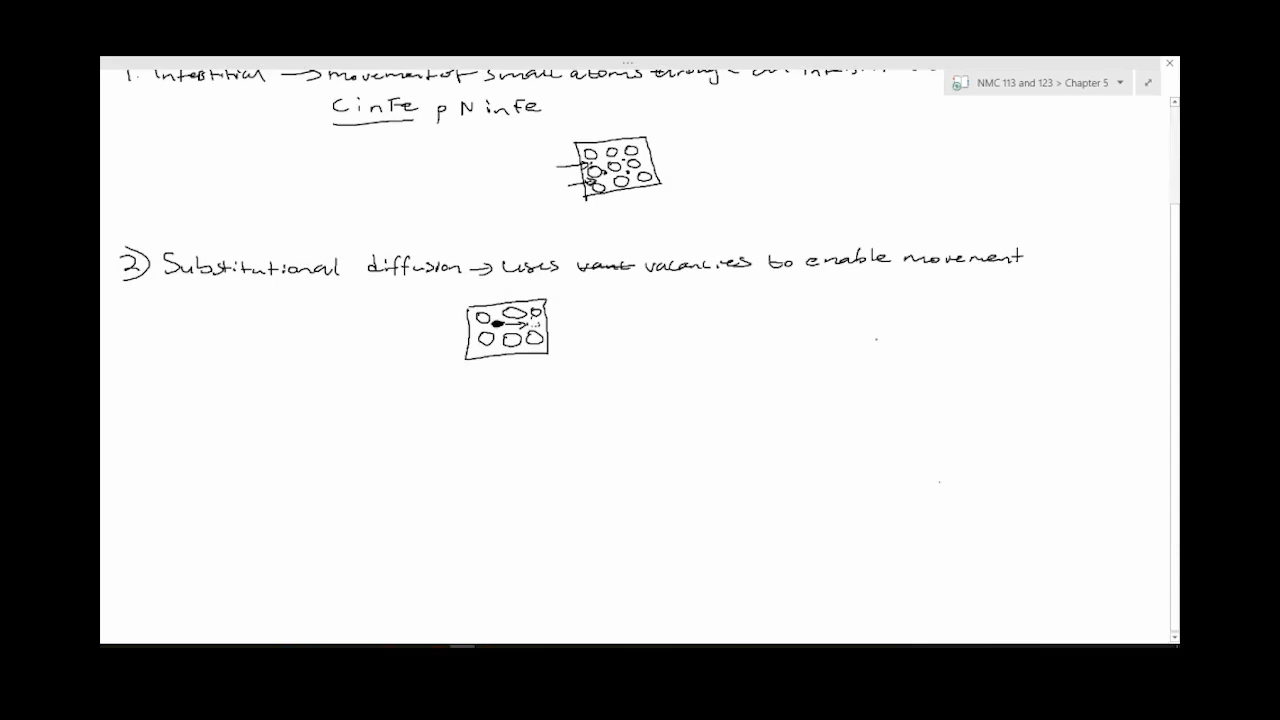 1. Interstitial → movement of small atoms through
NMC 113 and 123 > Chapter 5
C in Fe , N in Fe
2) Substitutional diffusion → uses vacancies to enable movement